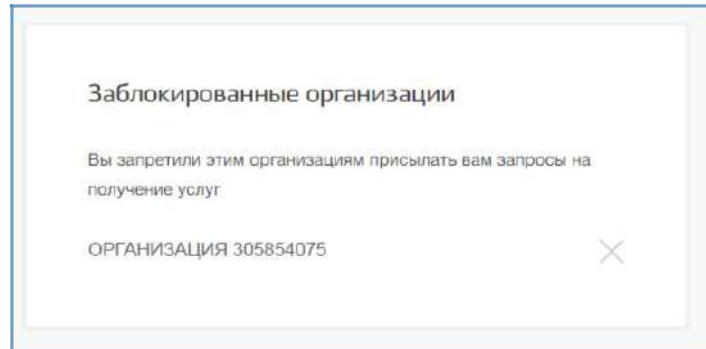 Заблокированные организации
Вы запретили этим организациям присылать вам запросы на
получение услуг
ОРГАНИЗАЦИЯ 305854075